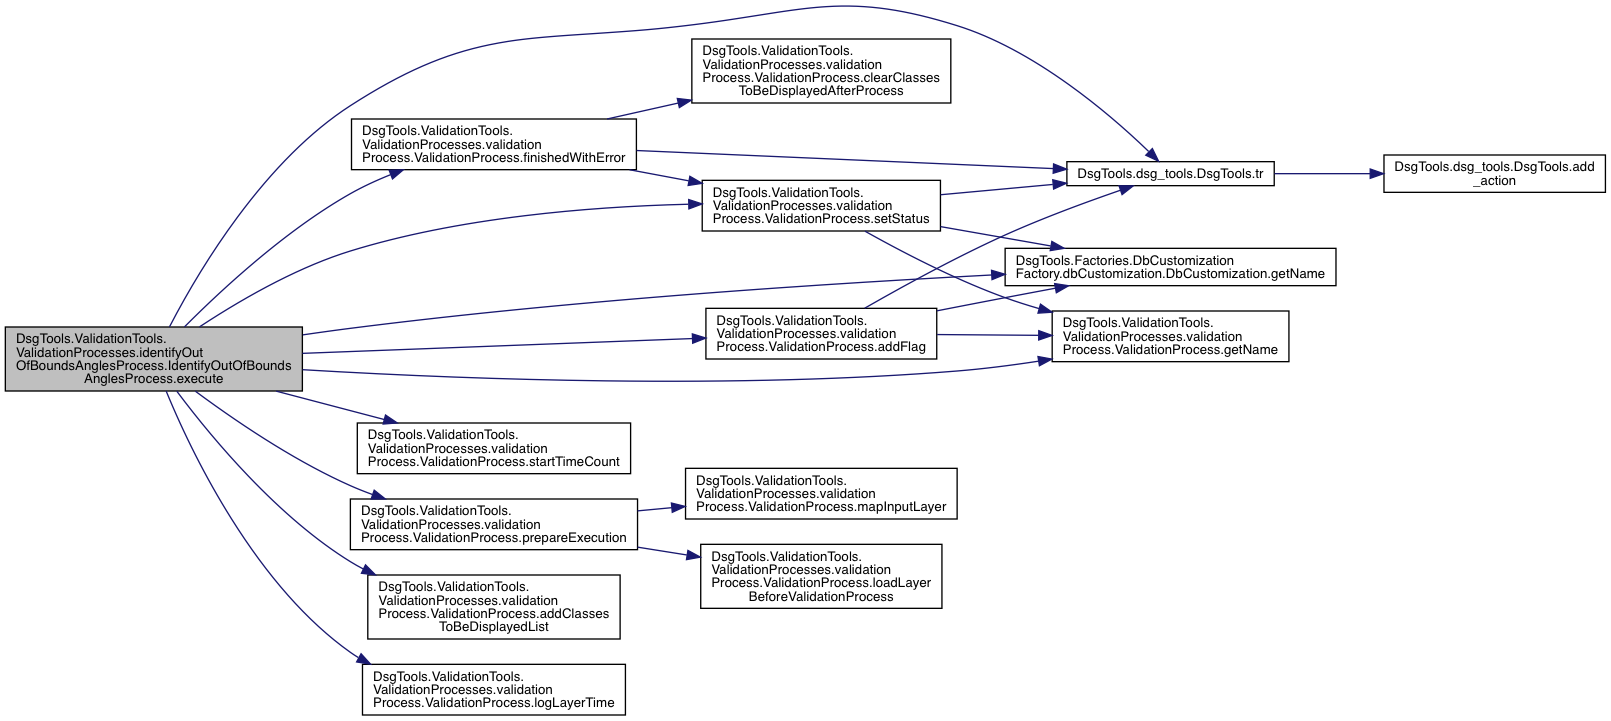 DsgTools.ValidationTools.
ValidationProcesses.validation
Process.ValidationProcess.clearClasses
ToBeDisplayedAfterProcess
DsgTools.ValidationTools.
ValidationProcesses.validation
Process.ValidationProcess.finishedWithError
DsgTools.dsg_tools.DsgTools.tr
DsgTools.dsg_tools.DsgTools.add
_action
DsgTools.ValidationTools.
ValidationProcesses.validation
Process.ValidationProcess.setStatus
DsgTools.Factories.DbCustomization
Factory.dbCustomization.DbCustomization.getName
DsgTools.ValidationTools.
ValidationProcesses.identifyOut
OfBoundsAnglesProcess.IdentifyOutOfBounds
AnglesProcess.execute
DsgTools.ValidationTools.
ValidationProcesses.validation
Process.ValidationProcess.addFlag
DsgTools.ValidationTools.
ValidationProcesses.validation
Process.ValidationProcess.getName
DsgTools.ValidationTools.
ValidationProcesses.validation
Process.ValidationProcess.startTimeCount
DsgTools.ValidationTools.
ValidationProcesses.validation
Process.ValidationProcess.mapInputLayer
DsgTools.ValidationTools.
ValidationProcesses.validation
Process.ValidationProcess.prepareExecution
DsgTools.ValidationTools.
ValidationProcesses.validation
Process.ValidationProcess.loadLayer
BeforeValidationProcess
DsgTools.ValidationTools.
ValidationProcesses.validation
Process.ValidationProcess.addClasses
ToBeDisplayedList
DsgTools.ValidationTools.
ValidationProcesses.validation
Process.ValidationProcess.logLayerTime